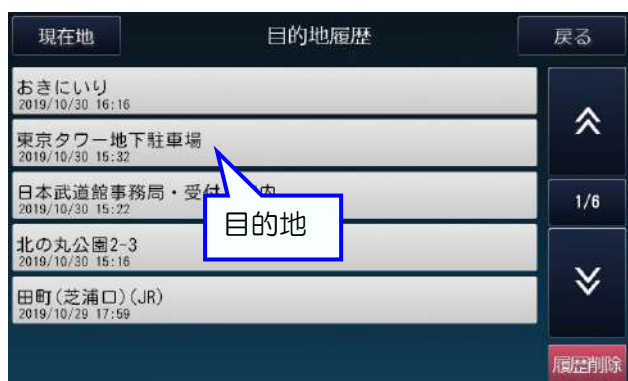 現在地
目的地履歴
戻る
おきにいり
2019/10/30 16:16
東京タワー地下駐車場
2019/10/30 15:32
日本武道館事務局・受付
内
2019/10/30 15:22
目的地
1/6
北の丸公園2-3
2019/10/30 15:16
田町(芝浦口)(JR)
2019/10/29 17:59
履歴削除